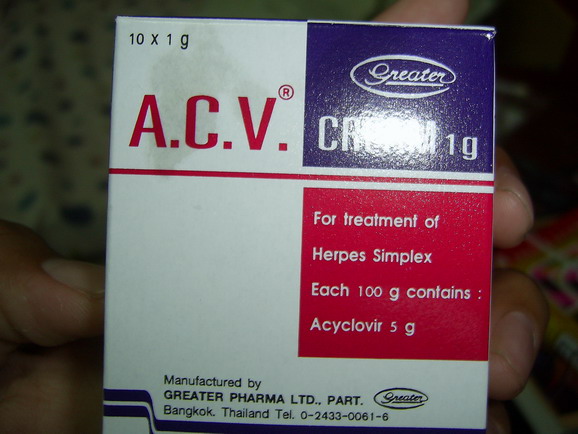 10 x 1 g
Greater
A.C.V.®
CREAM 1g
For treatment of
Herpes Simplex
Each 100 g contains :
Acyclovir 5 g
Manufactured by
GREATER PHARMA LTD., PART.
Greater
Bangkok. Thailand Tel. 0-2433-0061-6